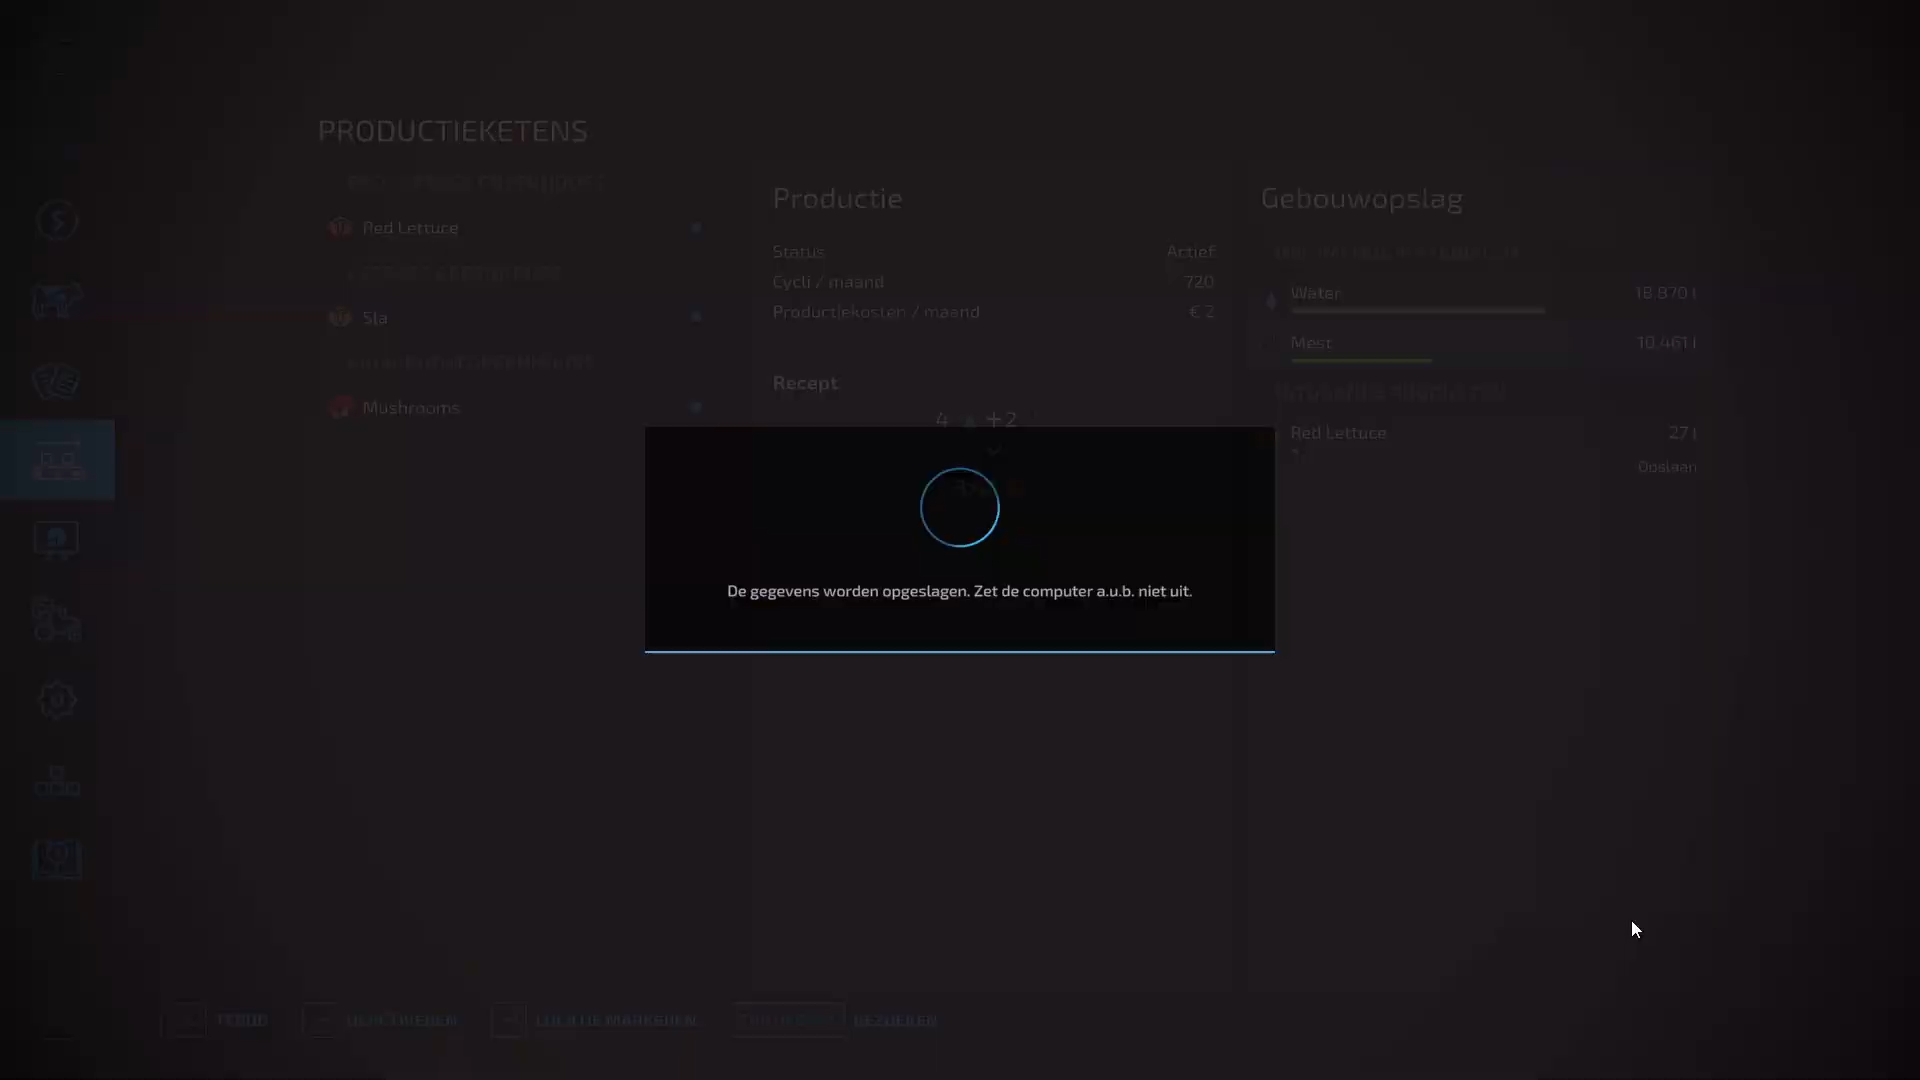 PRODUCTIEKETENS
Red Lettuce
Sla
Mushrooms
Productie
Status Actief
Cycli / maand 720
Productiekosten / maand € 2
Recept
4 + 2
Gebouwopslag
Water 18,870 l
Mest 10,461 l
Red Lettuce 27 l
Opslaan
De gegevens worden opgeslagen. Zet de computer a.u.b. niet uit.
TERUG
LOCATIE MARKEREN
BEZOEKEN